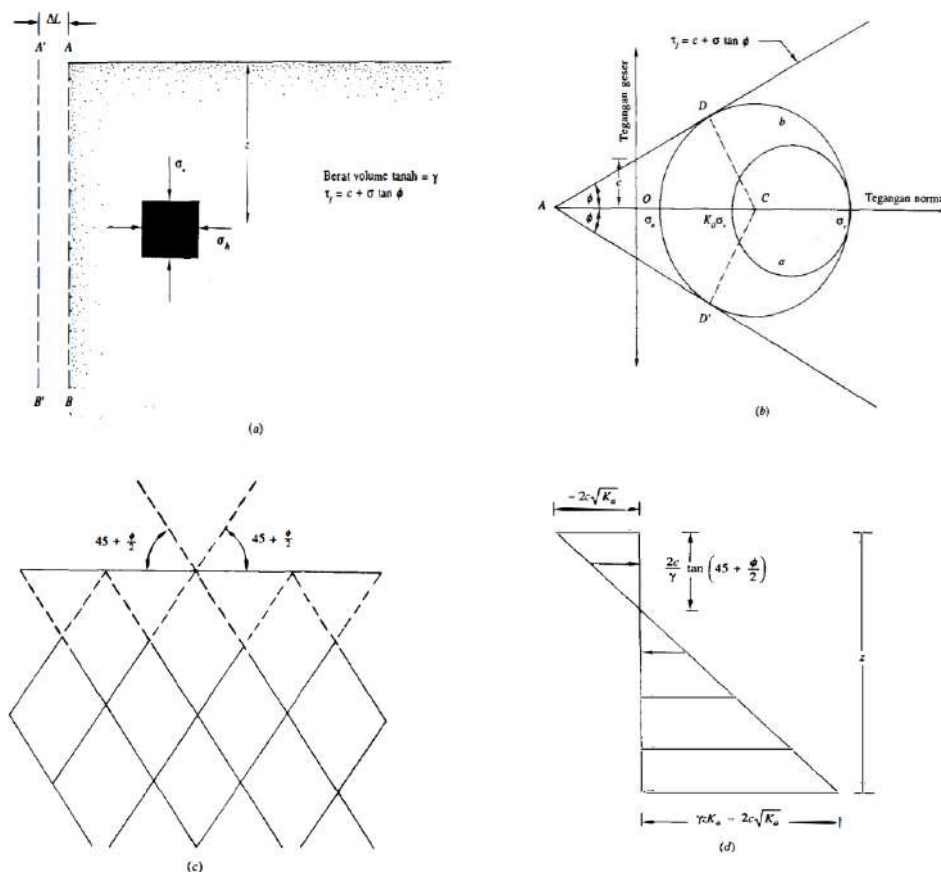 ΔL
A' A
z
σᵥ
Berat volume tanah = γ
τf = c + σ tan ϕ
σh
B' B
(a)
τf = c + σ tan ϕ
Tegangan geser
D
b
c
A
ϕ
ϕ
O
C
Tegangan norma
σa
K₀σᵥ
σᵥ
a
D'
(b)
45 + ϕ/2
45 + ϕ/2
(c)
− 2c√Ka
2c/γ tan (45 + ϕ/2)
z
γzKa − 2c√Ka
(d)